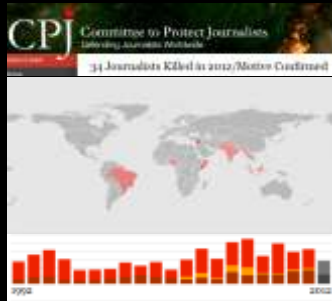 CPJ
Committee to Protect Journalists
Defending Journalists Worldwide
34 Journalists Killed in 2012/Motive Confirmed
1992
2012